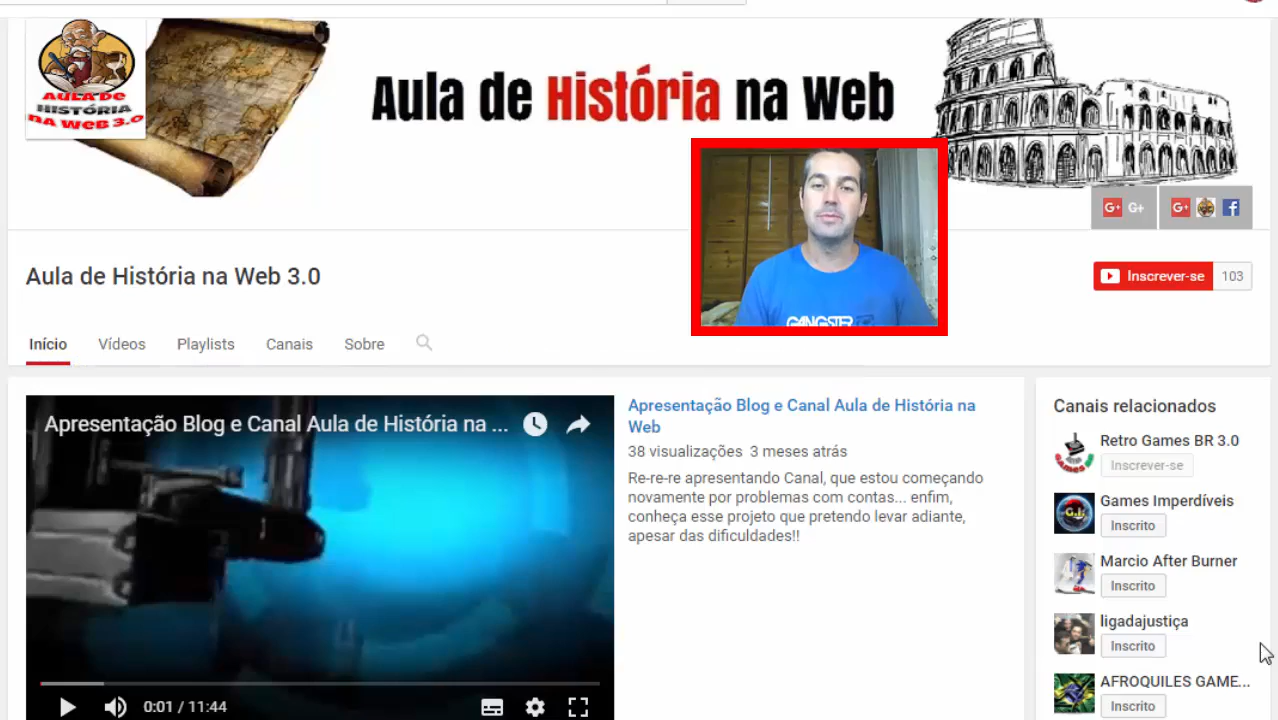 AULA DE
HISTÓRIA
NA WEB 3.0
Aula de História na Web
GANGSTER
G+ G+ G+
Aula de História na Web 3.0
Inscrever-se 103
Início Vídeos Playlists Canais Sobre
Apresentação Blog e Canal Aula de História na ...
0:01 / 11:44
Apresentação Blog e Canal Aula de História na
Web
38 visualizações 3 meses atrás
Re-re-re apresentando Canal, que estou começando
novamente por problemas com contas... enfim,
conheça esse projeto que pretendo levar adiante,
apesar das dificuldades!!
Canais relacionados
Retro Games BR 3.0
Inscrever-se
Games Imperdíveis
Inscrito
Marcio After Burner
Inscrito
ligadajustiça
Inscrito
AFROQUILES GAME...
Inscrito